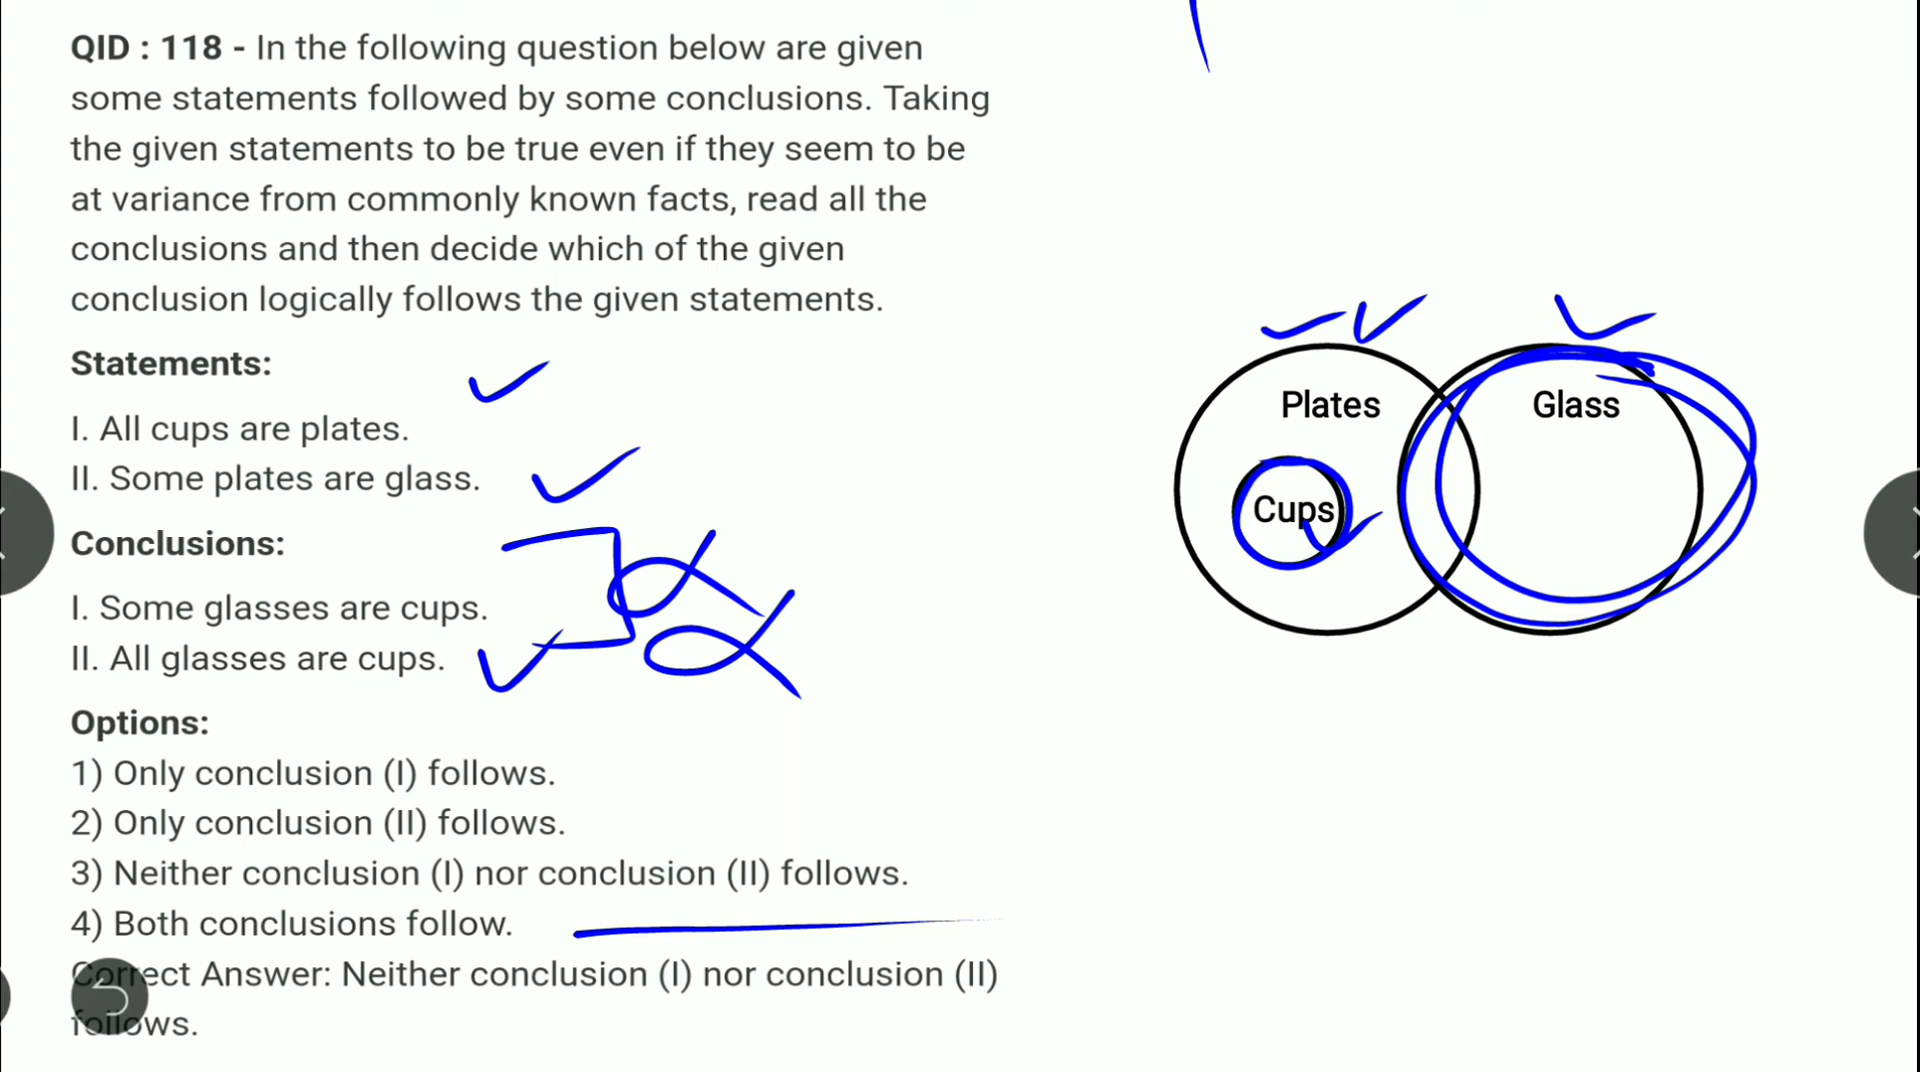 QID : 118 - In the following question below are given
some statements followed by some conclusions. Taking
the given statements to be true even if they seem to be
at variance from commonly known facts, read all the
conclusions and then decide which of the given
conclusion logically follows the given statements.
Statements:
I. All cups are plates.
II. Some plates are glass.
Conclusions:
I. Some glasses are cups.
II. All glasses are cups.
Options:
1) Only conclusion (I) follows.
2) Only conclusion (II) follows.
3) Neither conclusion (I) nor conclusion (II) follows.
4) Both conclusions follow.
Correct Answer: Neither conclusion (I) nor conclusion (II)
follows.
Plates
Glass
Cups